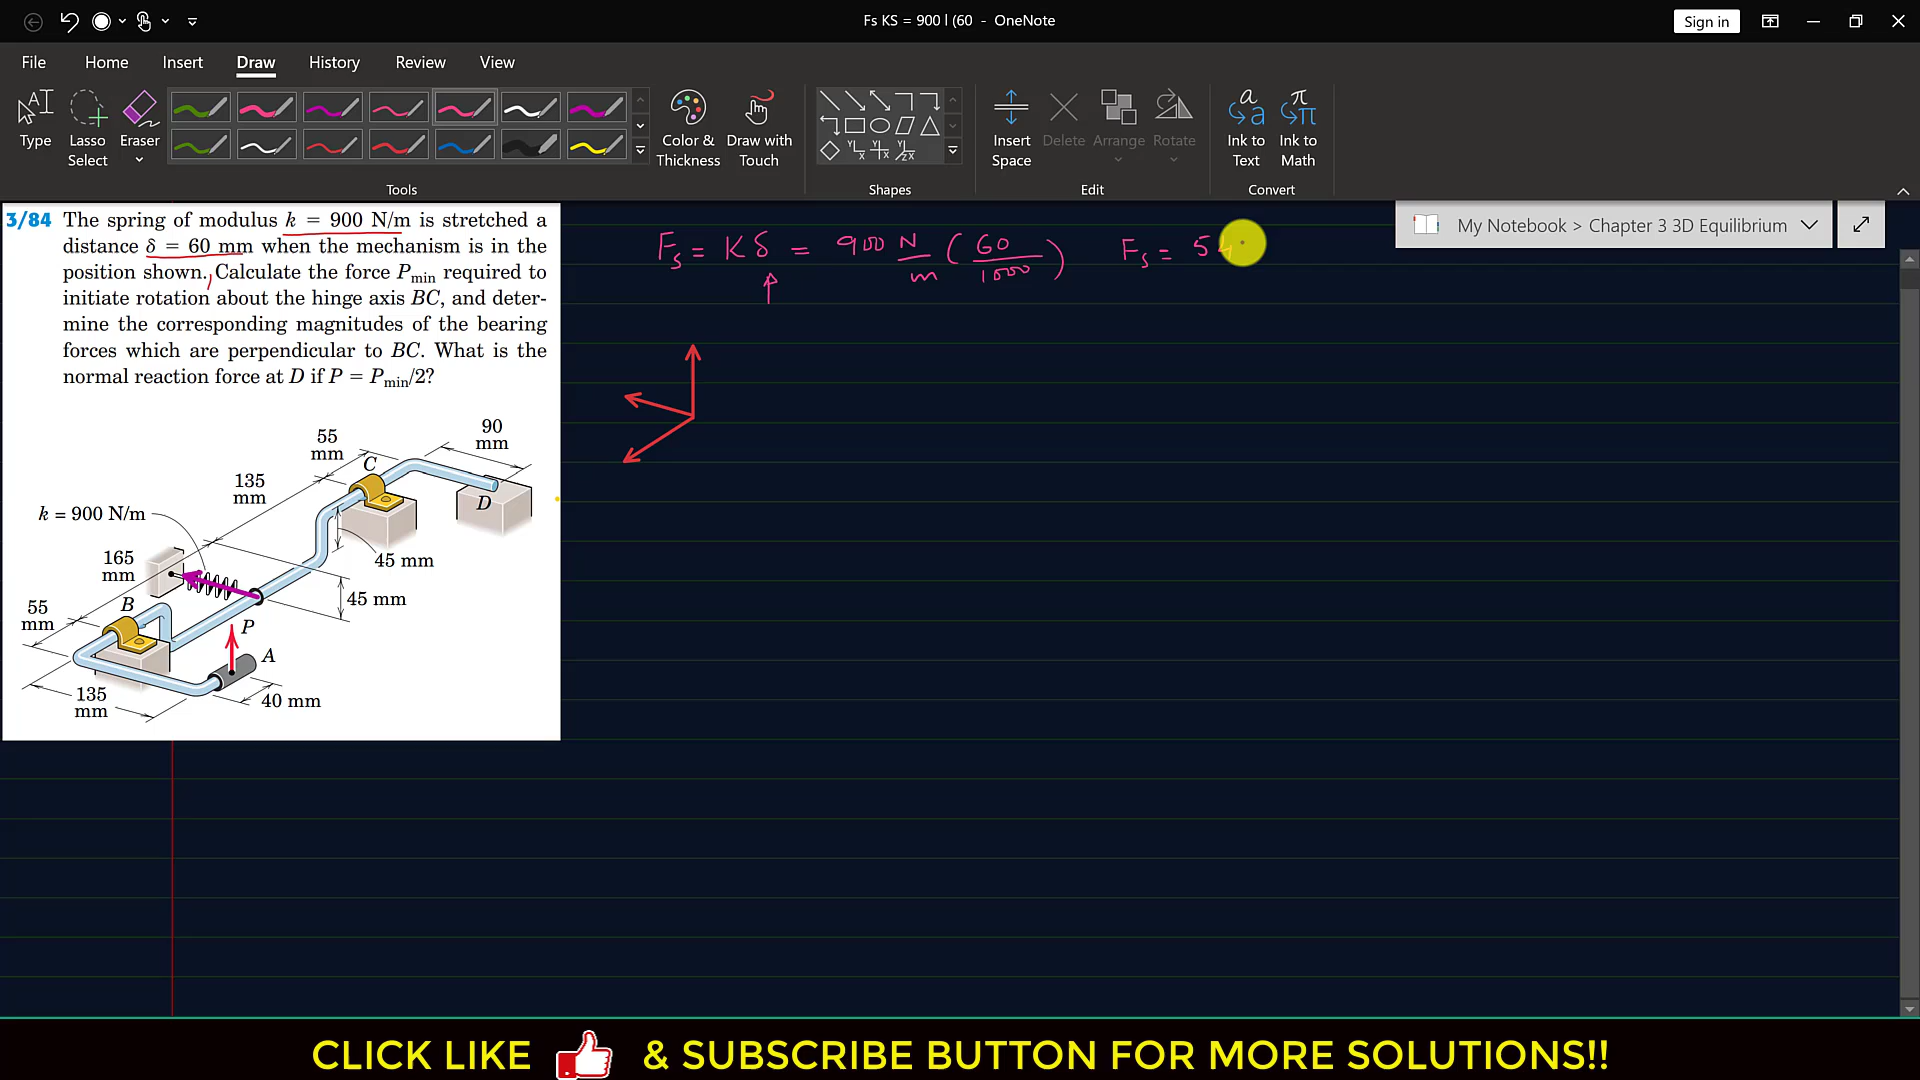 Fs KS = 900 l (60 - OneNote
Sign in
File Home Insert Draw History Review View
Type
Lasso Select
Eraser
Color & Thickness
Draw with Touch
Insert Space
Delete
Arrange
Rotate
Ink to Text
Ink to Math
Tools
Shapes
Edit
Convert
My Notebook > Chapter 3 3D Equilibrium
3/84 The spring of modulus k = 900 N/m is stretched a
distance δ = 60 mm when the mechanism is in the
position shown. Calculate the force Pmin required to
initiate rotation about the hinge axis BC, and deter-
mine the corresponding magnitudes of the bearing
forces which are perpendicular to BC. What is the
normal reaction force at D if P = Pmin/2?
Fs = Kδ = 900 N/m (60/1000) Fs = 54
90 mm
55 mm
C
135 mm
D
k = 900 N/m
45 mm
165 mm
45 mm
B
55 mm
P
A
135 mm
40 mm
CLICK LIKE & SUBSCRIBE BUTTON FOR MORE SOLUTIONS!!